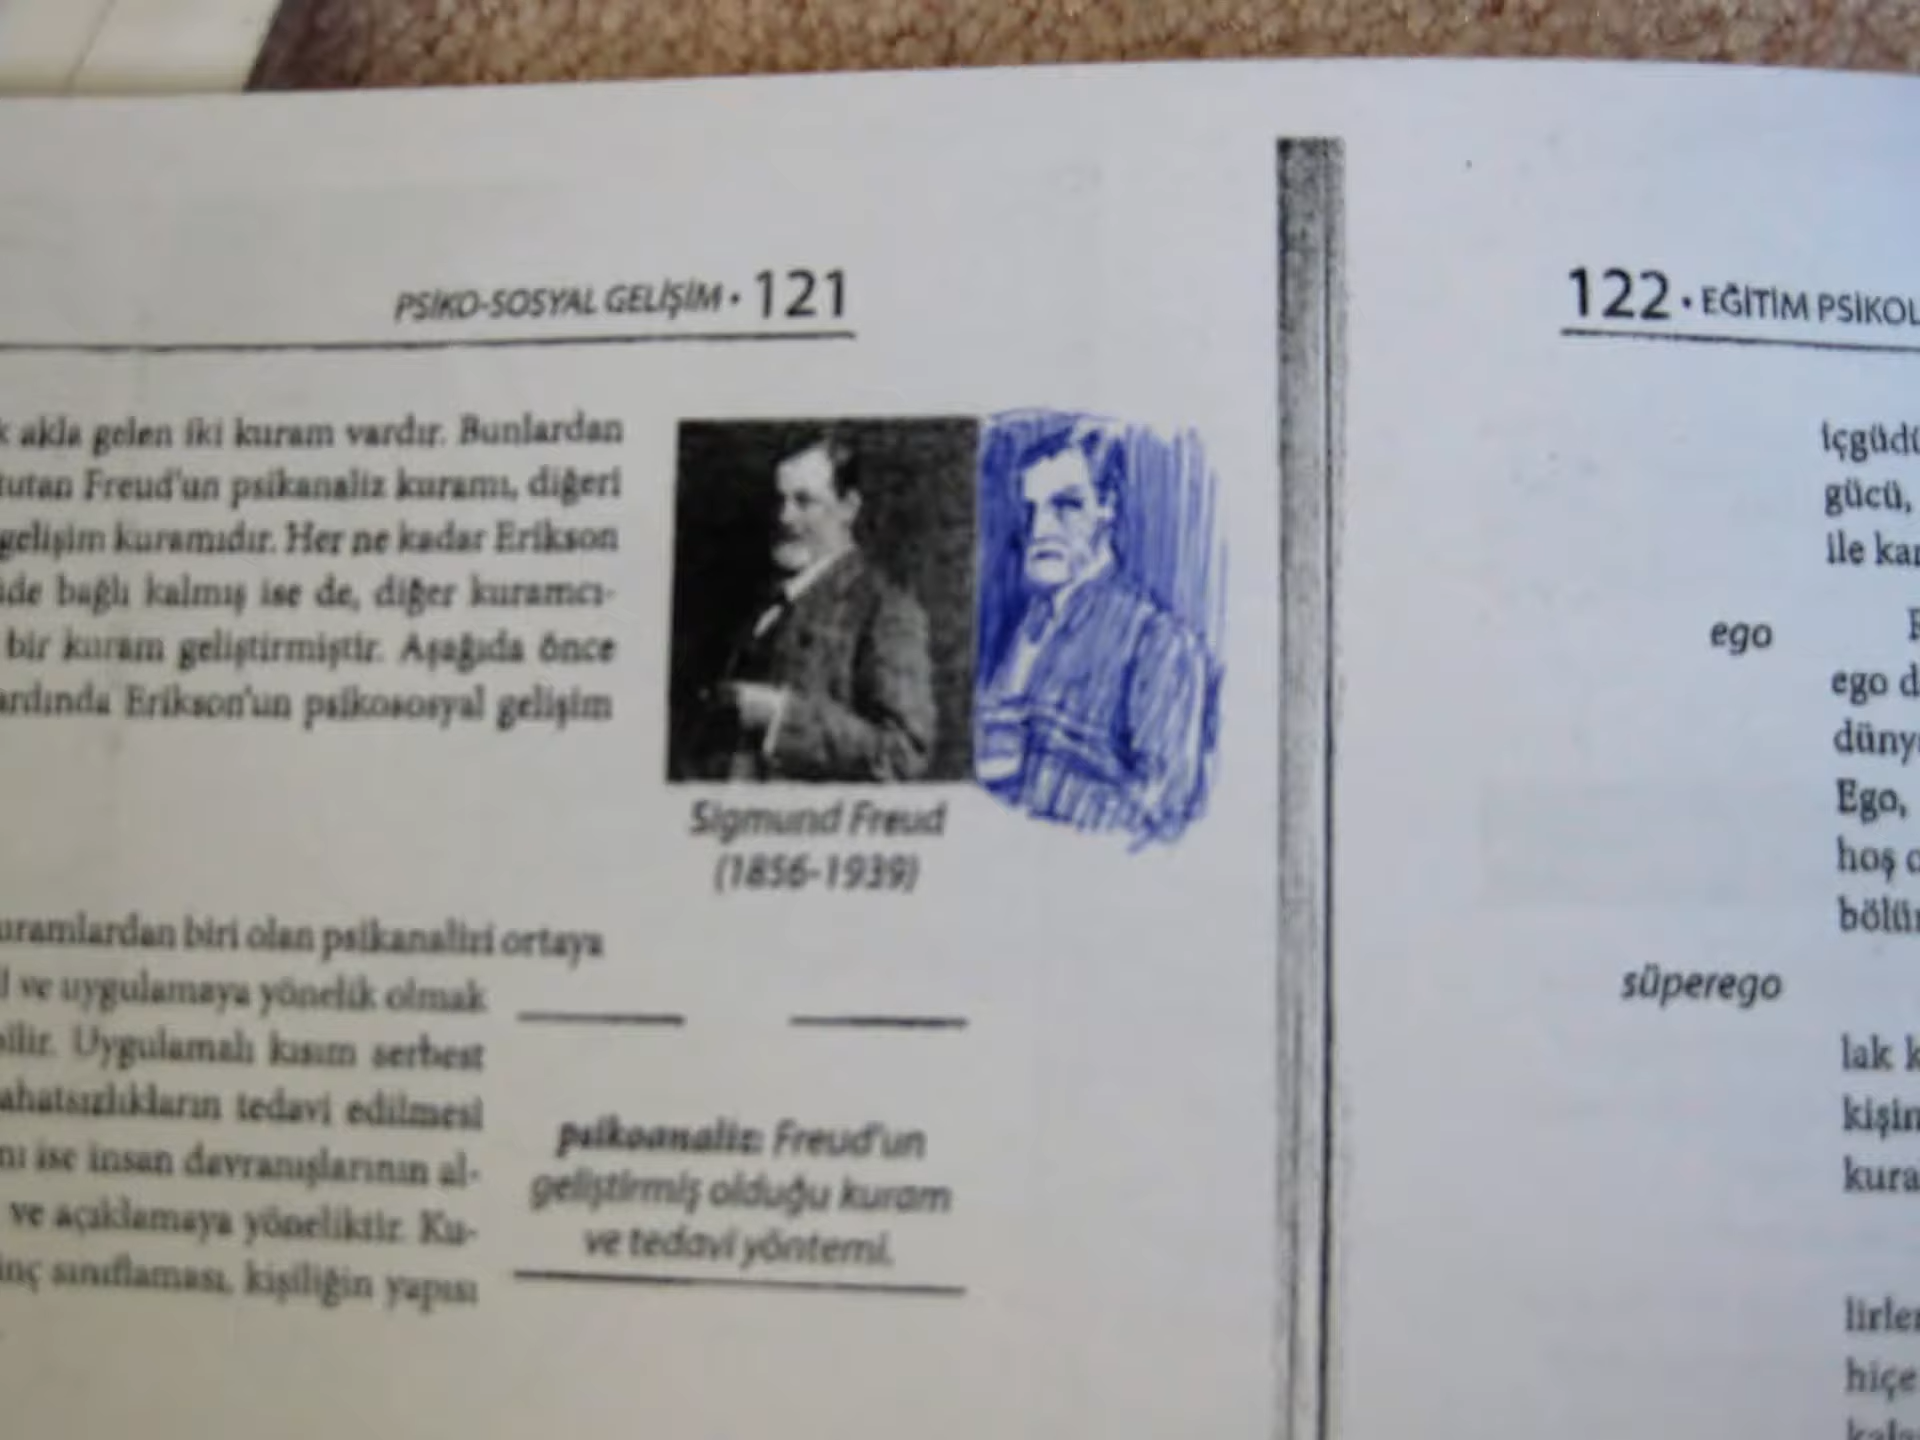 PSİKO-SOSYAL GELİŞİM • 121
akla gelen iki kuram vardır. Bunlardan
tutan Freud'un psikanaliz kuramı, diğeri
gelişim kuramıdır. Her ne kadar Erikson
de bağlı kalmış ise de, diğer kuramcı-
bir kuram geliştirmiştir. Aşağıda önce
ardında Erikson'un psikososyal gelişim
Sigmund Freud
(1856-1939)
uramlardan biri olan psikanalizi ortaya
ve uygulamaya yönelik olmak
bilir. Uygulamalı kısım serbest
ahatsızlıkların tedavi edilmesi
nı ise insan davranışlarının al-
ve açıklamaya yöneliktir. Ku-
inç sınıflaması, kişiliğin yapısı
psikoanaliz: Freud'un
geliştirmiş olduğu kuram
ve tedavi yöntemi.
122 • EĞİTİM PSİKOL
içgüdü
gücü,
ile kar
ego
ego d
düny
Ego,
hoş
bölü
süperego
lak k
kişin
kura
lirler
hiçe